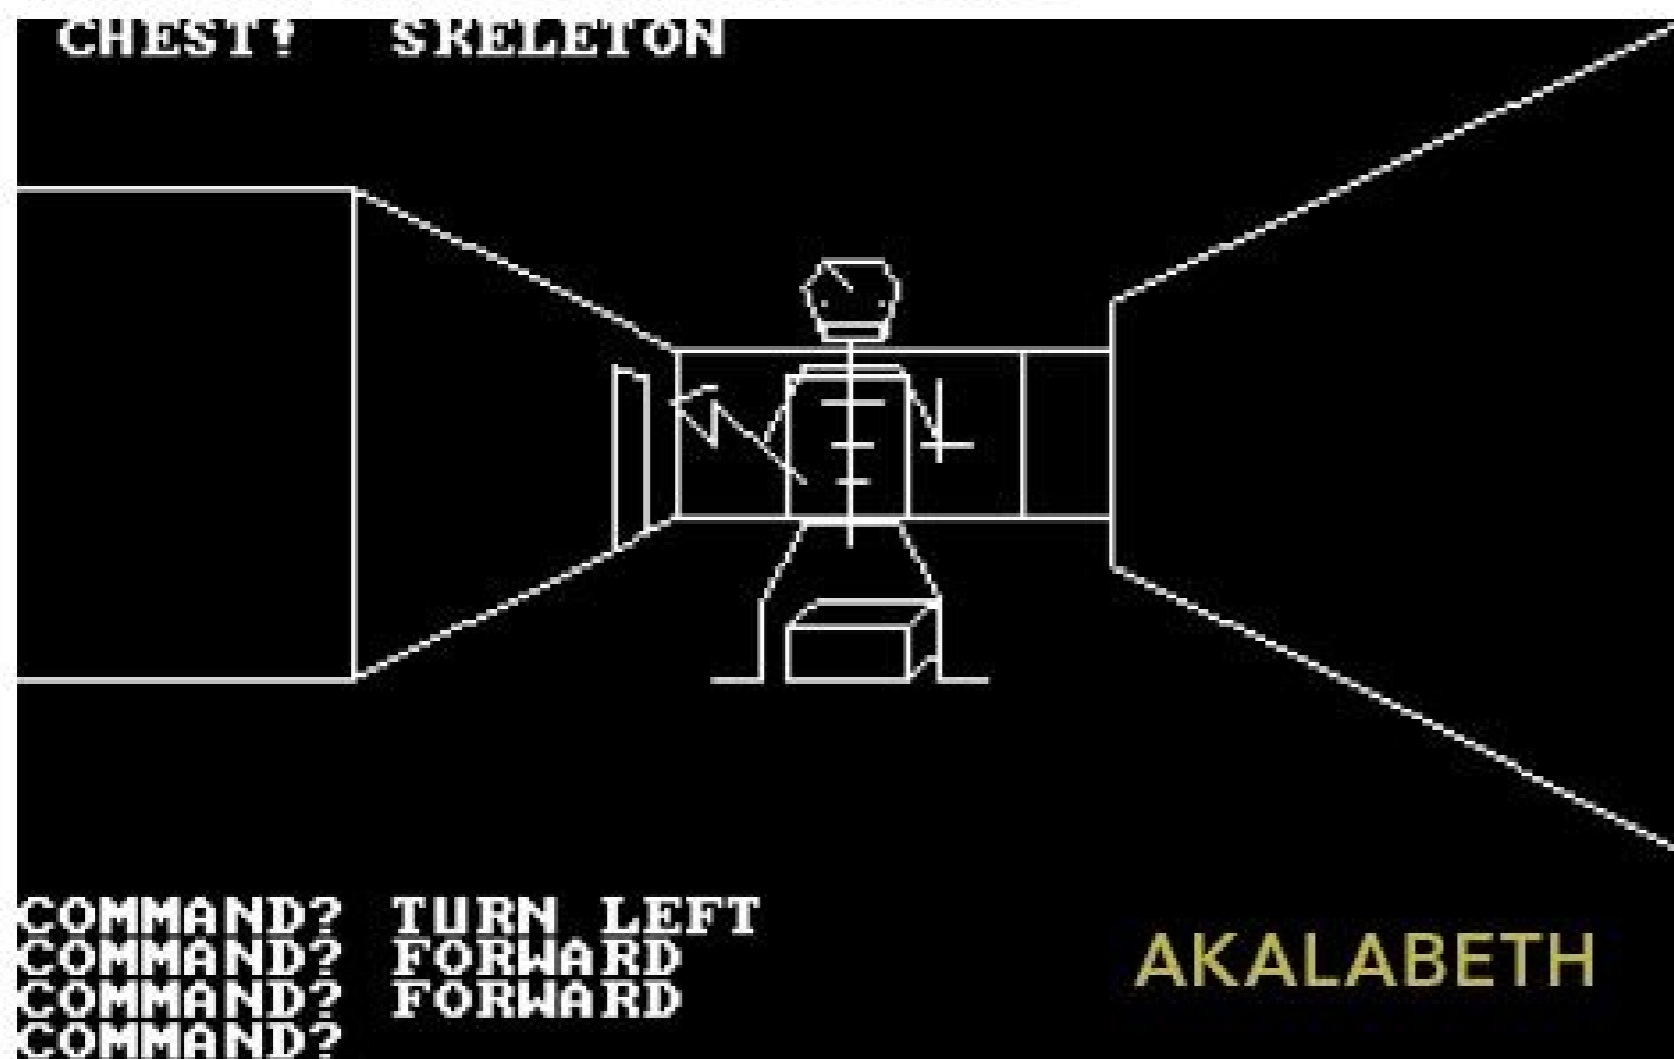 CHEST! SKELETON
COMMAND? TURN LEFT
COMMAND? FORWARD
COMMAND? FORWARD
COMMAND?
AKALABETH